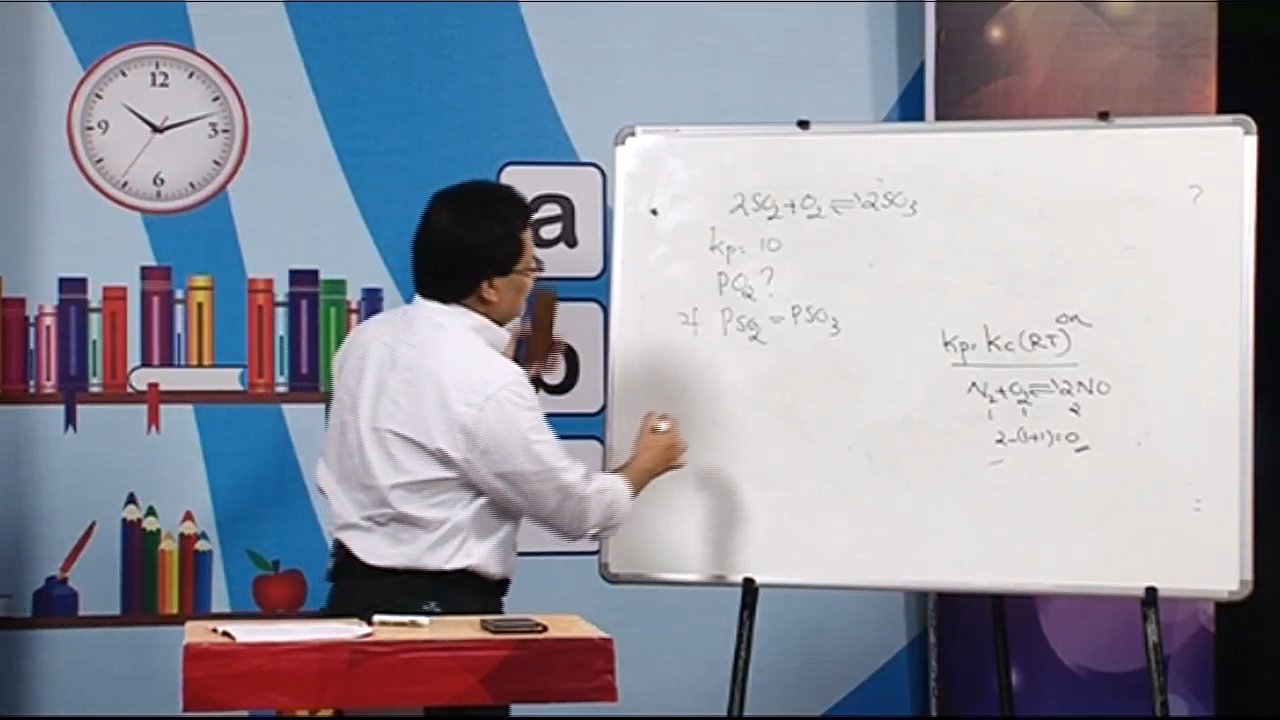 12
9
3
6
a
b
2SO2+O2⇌2SO3
?
kp= 10
PO2?
If PSO2=PSO3
Kp=Kc(RT)^Δn
N2+O2⇌2NO
1 1 2
2-(1+1)=0